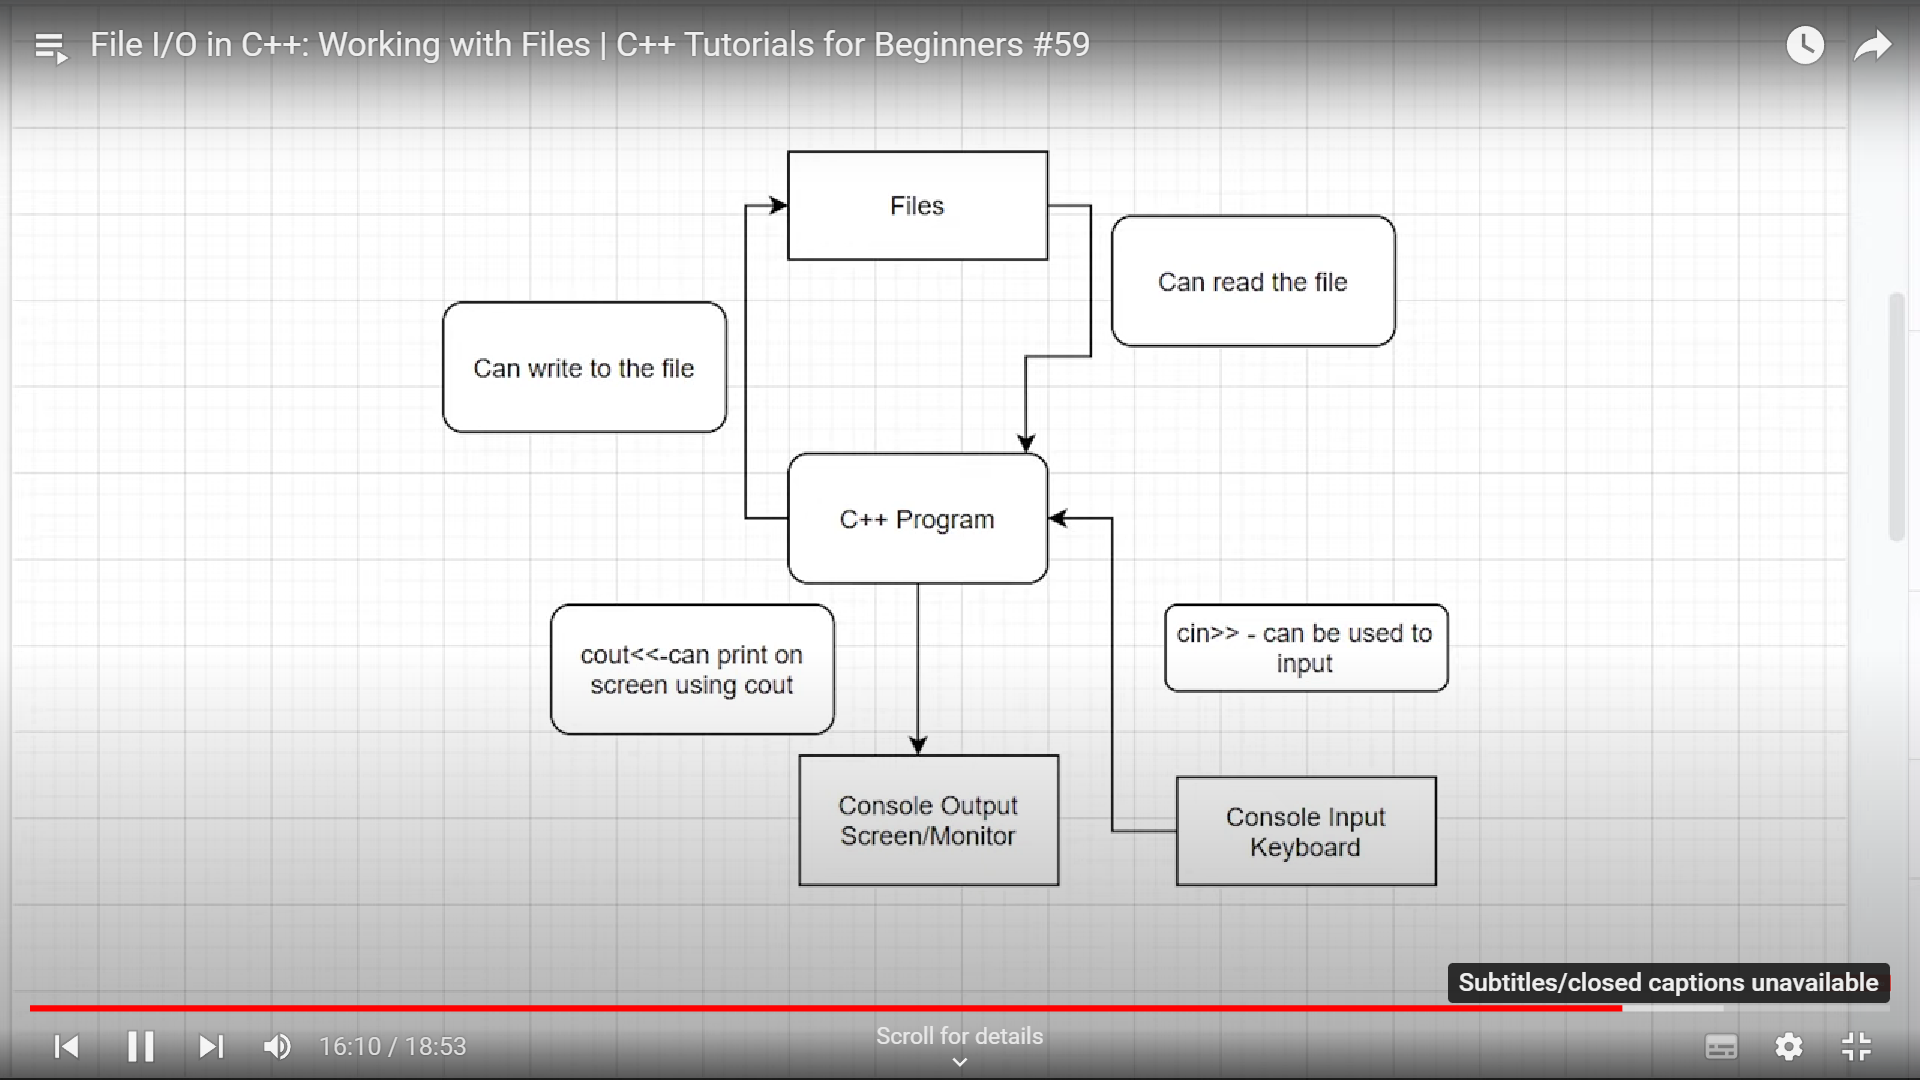 File I/O in C++: Working with Files | C++ Tutorials for Beginners #59
Files
Can read the file
Can write to the file
C++ Program
cout<<-can print on
screen using cout
cin>> - can be used to
input
Console Output
Screen/Monitor
Console Input
Keyboard
Subtitles/closed captions unavailable
16:10 / 18:53
Scroll for details